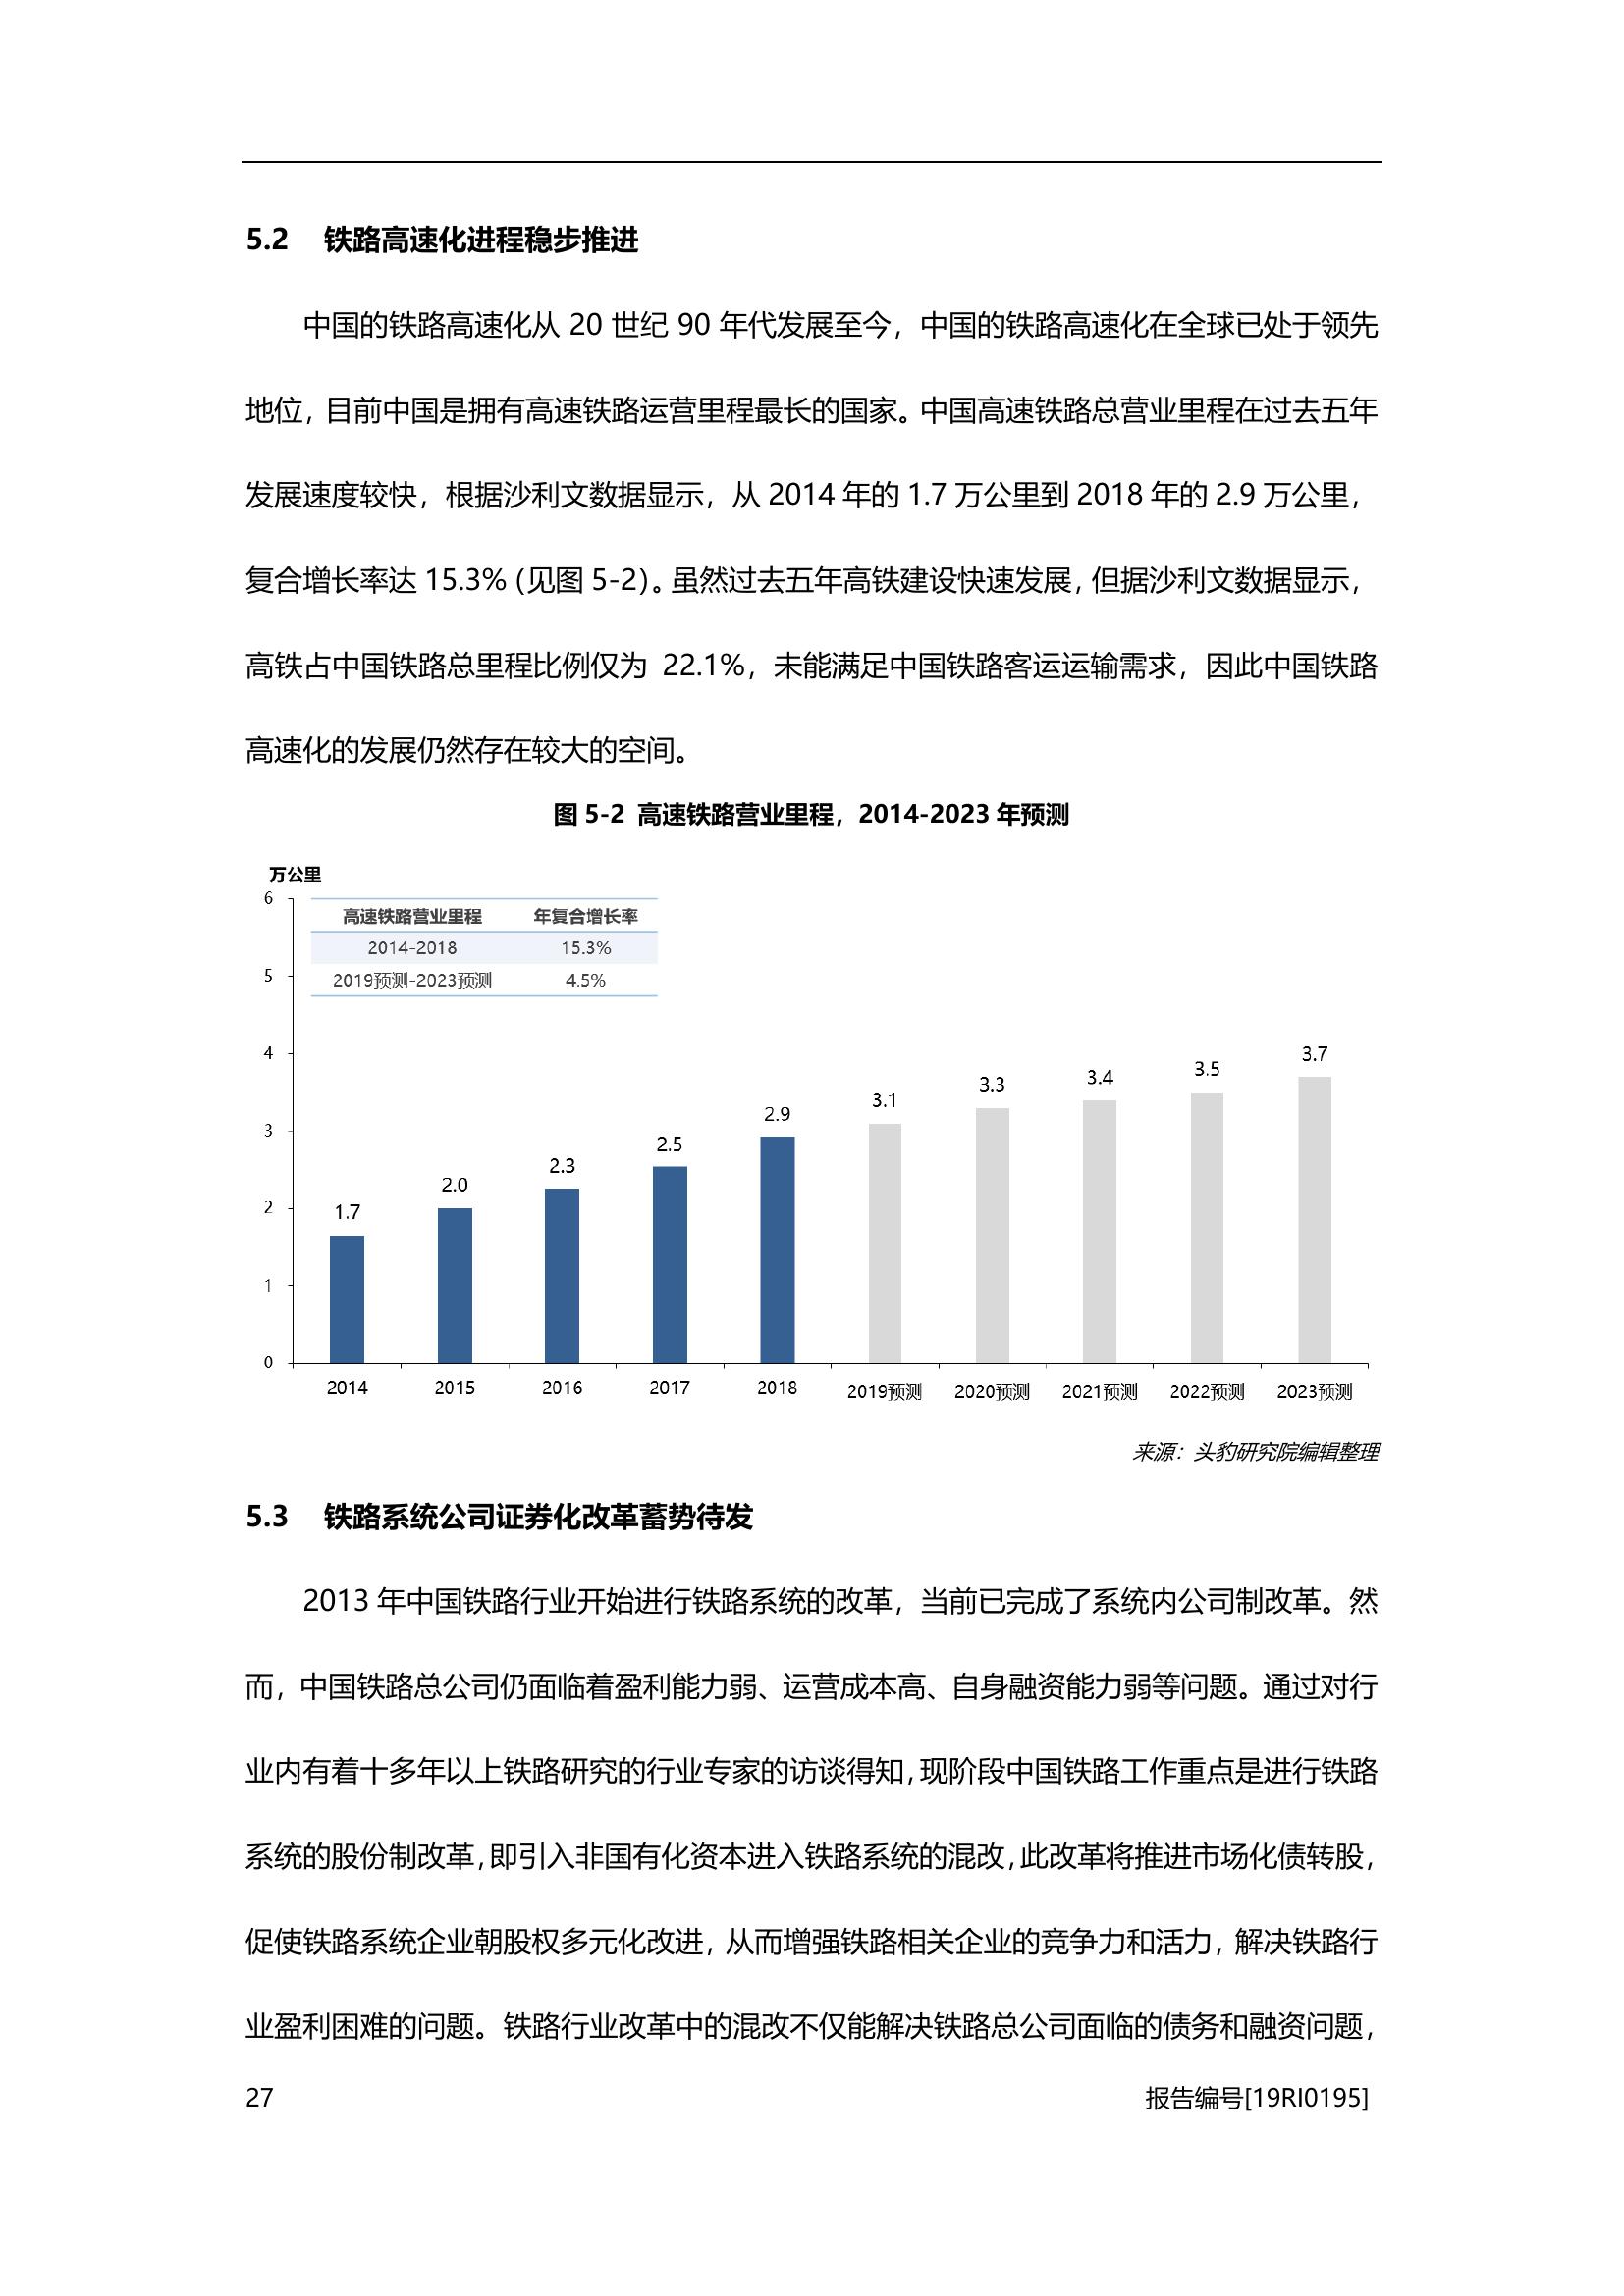 5.2 铁路高速化进程稳步推进
中国的铁路高速化从 20 世纪 90 年代发展至今，中国的铁路高速化在全球已处于领先
地位，目前中国是拥有高速铁路运营里程最长的国家。中国高速铁路总营业里程在过去五年
发展速度较快，根据沙利文数据显示，从 2014 年的 1.7 万公里到 2018 年的 2.9 万公里，
复合增长率达 15.3%（见图 5-2）。虽然过去五年高铁建设快速发展，但据沙利文数据显示，
高铁占中国铁路总里程比例仅为 22.1%，未能满足中国铁路客运运输需求，因此中国铁路
高速化的发展仍然存在较大的空间。
图 5-2 高速铁路营业里程，2014-2023 年预测
万公里
高速铁路营业里程 年复合增长率
2014-2018 15.3%
2019预测-2023预测 4.5%
6
5
4
3
2
1
0
1.7 2.0 2.3 2.5 2.9 3.1 3.3 3.4 3.5 3.7
2014 2015 2016 2017 2018 2019预测 2020预测 2021预测 2022预测 2023预测
来源：头豹研究院编辑整理
5.3 铁路系统公司证券化改革蓄势待发
2013 年中国铁路行业开始进行铁路系统的改革，当前已完成了系统内公司制改革。然
而，中国铁路总公司仍面临着盈利能力弱、运营成本高、自身融资能力弱等问题。通过对行
业内有着十多年以上铁路研究的行业专家的访谈得知，现阶段中国铁路工作重点是进行铁路
系统的股份制改革，即引入非国有化资本进入铁路系统的混改，此改革将推进市场化债转股，
促使铁路系统企业朝股权多元化改进，从而增强铁路相关企业的竞争力和活力，解决铁路行
业盈利困难的问题。铁路行业改革中的混改不仅能解决铁路总公司面临的债务和融资问题，
27 报告编号[19RI0195]